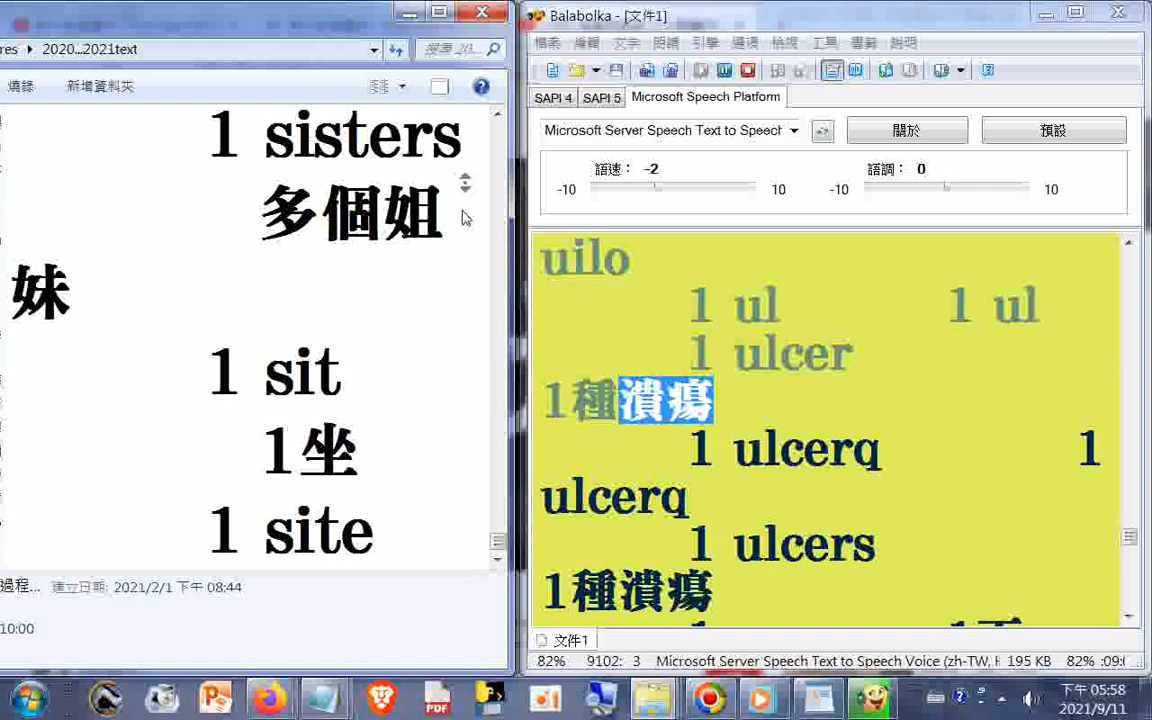 res ▸ 2020...2021text
燒錄 新增資料夾
1 sisters
多個姐
妹
1 sit
1坐
1 site
過程... 建立日期: 2021/2/1 下午 08:44
10:00
Balabolka - [文件1]
檔案 編輯 文字 朗讀 引擎 選項 檢視 工具 書籤 說明
SAPI 4 SAPI 5 Microsoft Speech Platform
Microsoft Server Speech Text to Speech 關於 預設
語速： -2 語調： 0
-10 10 -10 10
uilo
1 ul 1 ul
1 ulcer
1種潰瘍
1 ulcerq 1
ulcerq
1 ulcers
1種潰瘍
文件1
82% 9102: 3 Microsoft Server Speech Text to Speech Voice (zh-TW, H 195 KB 82% :09:0
PDF
下午 05:58
2021/9/11